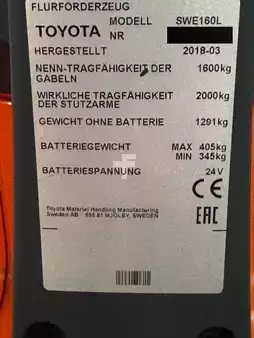 FLURFÖRDERZEUG
TOYOTA MODELL SWE160L
NR
HERGESTELLT 2018-03
NENN-TRAGFÄHIGKEIT DER GABELN 1600kg
WIRKLICHE TRAGFÄHIGKEIT DER STÜTZARME 2000kg
GEWICHT OHNE BATTERIE 1291kg
BATTERIEGEWICHT MAX 405kg
MIN 345kg
BATTERIESPANNUNG 24V
CE
Toyota Material Handling Manufacturing
Sweden AB 595 81 MJÖLBY, SWEDEN
EAC